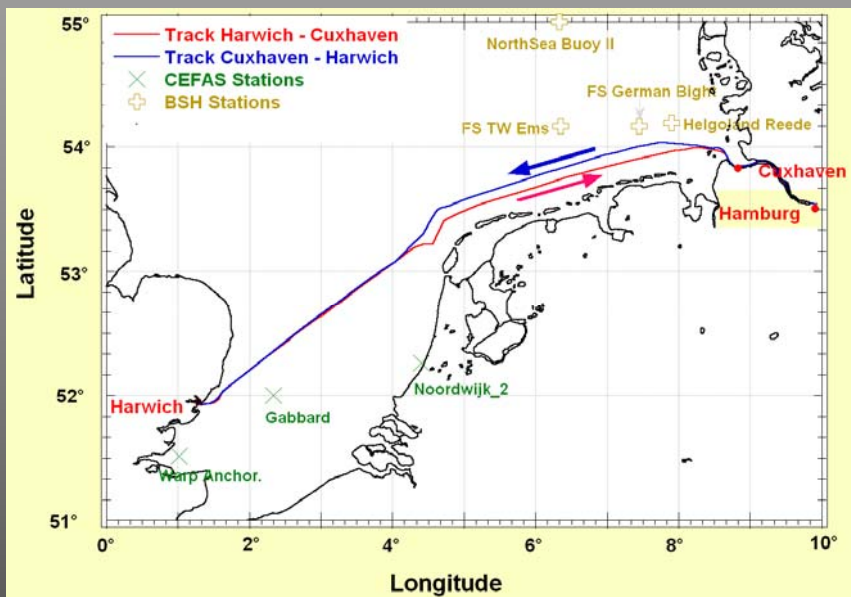 55°
Track Harwich - Cuxhaven
Track Cuxhaven - Harwich
CEFAS Stations
BSH Stations
NorthSea Buoy II
FS German Bight
FS TW Ems
Helgoland Reede
54°
Cuxhaven
Hamburg
Latitude
53°
52°
Harwich
Noordwijk_2
Gabbard
Warp Anchor.
51°
0°
2°
4°
6°
8°
10°
Longitude